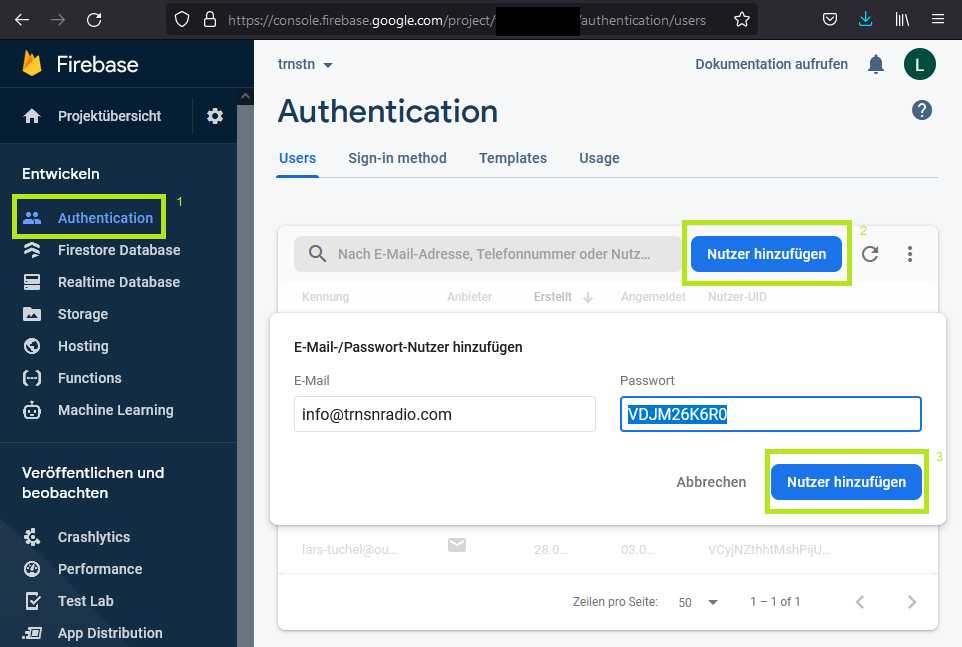 https://console.firebase.google.com/project/ /authentication/users
Firebase
trnstn
Dokumentation aufrufen
L
Projektübersicht
Authentication
Users
Sign-in method
Templates
Usage
Entwickeln
Authentication
1
Firestore Database
Realtime Database
Storage
Hosting
Functions
Machine Learning
Veröffentlichen und
beobachten
Crashlytics
Performance
Test Lab
App Distribution
Nach E-Mail-Adresse, Telefonnummer oder Nutz...
Nutzer hinzufügen
2
Kennung
Anbieter
Erstellt
Angemeldet
Nutzer-UID
E-Mail-/Passwort-Nutzer hinzufügen
E-Mail
Passwort
info@trnsnradio.com
VDJM26K6R0
Abbrechen
Nutzer hinzufügen
3
lars-tuchel@ou...
28.0...
03.0...
VCyjNZthhtMshPijU...
Zeilen pro Seite:
50
1 – 1 of 1